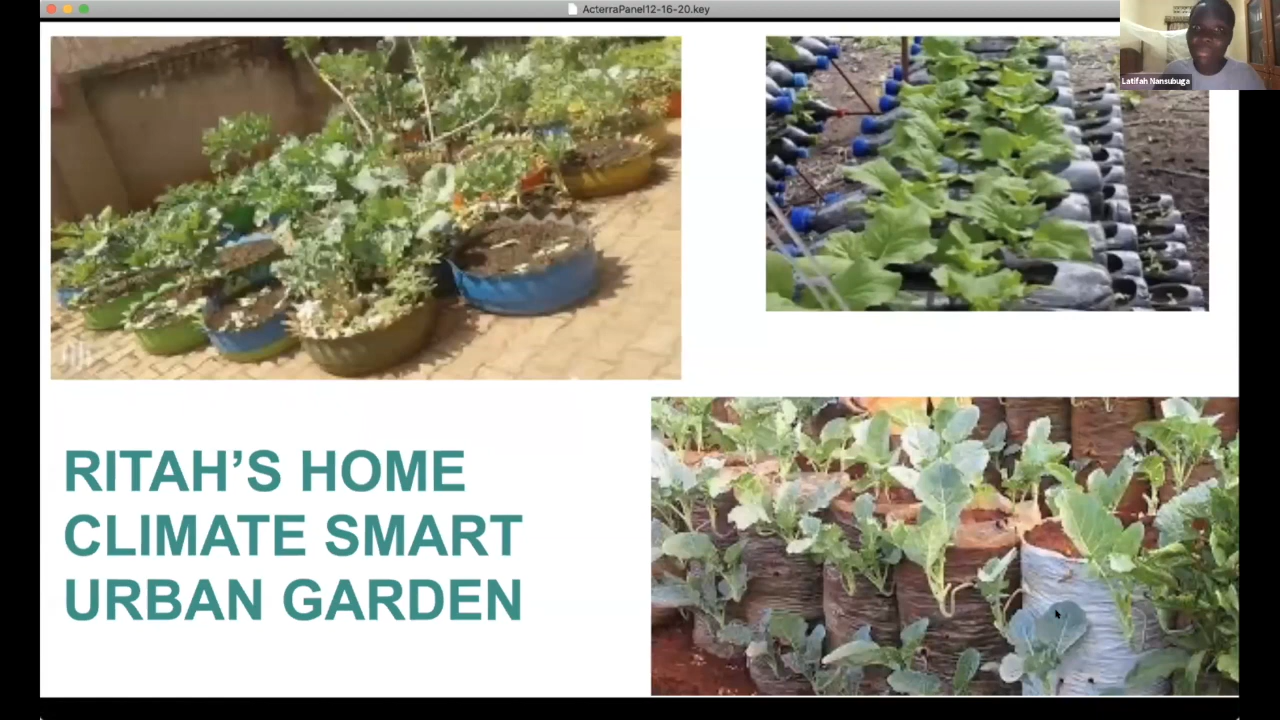 ActerraPanel12-16-20.key
Latifah Nansubuga
RITAH’S HOME
CLIMATE SMART
URBAN GARDEN